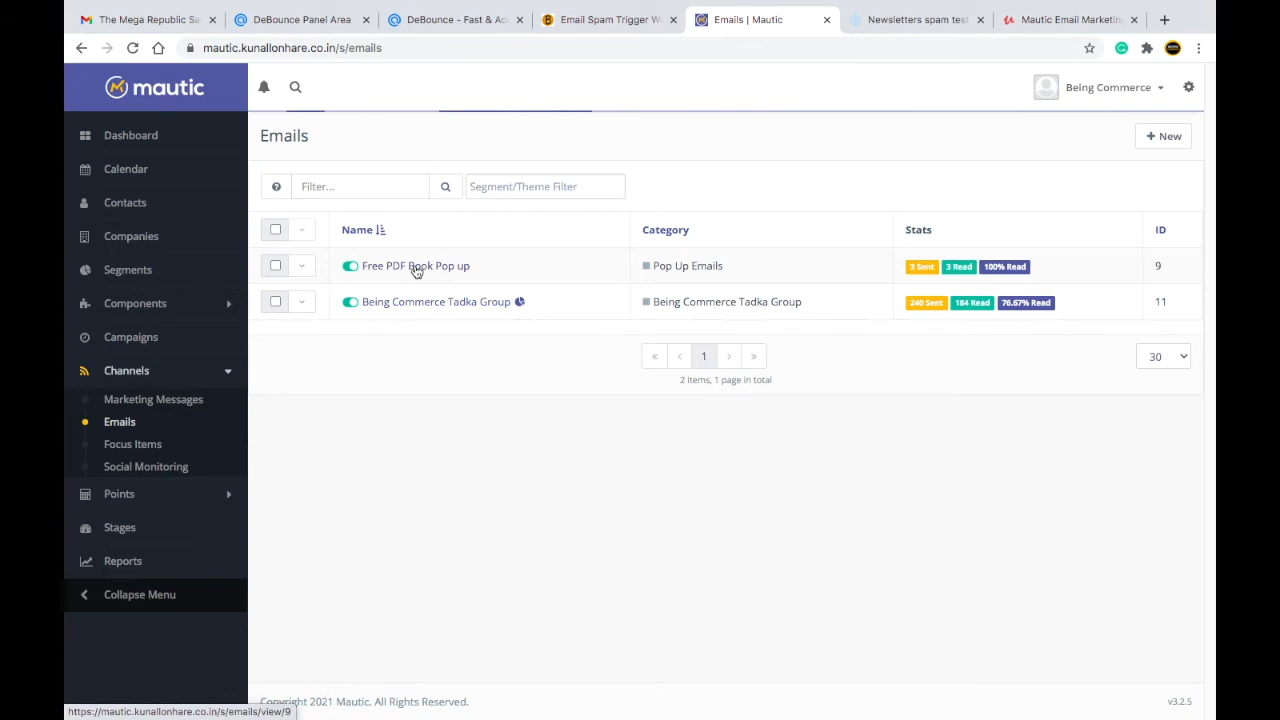 The Mega Republic Sa
DeBounce Panel Area
DeBounce - Fast & Acc
Email Spam Trigger Wo
Emails | Mautic
Newsletters spam test
Mautic Email Marketing
mautic.kunallonhare.co.in/s/emails
mautic
Being Commerce
Dashboard
Calendar
Contacts
Companies
Segments
Components
Campaigns
Channels
Marketing Messages
Emails
Focus Items
Social Monitoring
Points
Stages
Reports
Collapse Menu
Emails
+ New
Filter...
Segment/Theme Filter
Name
Category
Stats
ID
Free PDF Book Pop up
Pop Up Emails
3 Sent
3 Read
100% Read
9
Being Commerce Tadka Group
Being Commerce Tadka Group
240 Sent
184 Read
76.67% Read
11
« ‹ 1 › »
2 items, 1 page in total
30
Copyright 2021 Mautic. All Rights Reserved.
v3.2.5
https://mautic.kunallonhare.co.in/s/emails/view/9